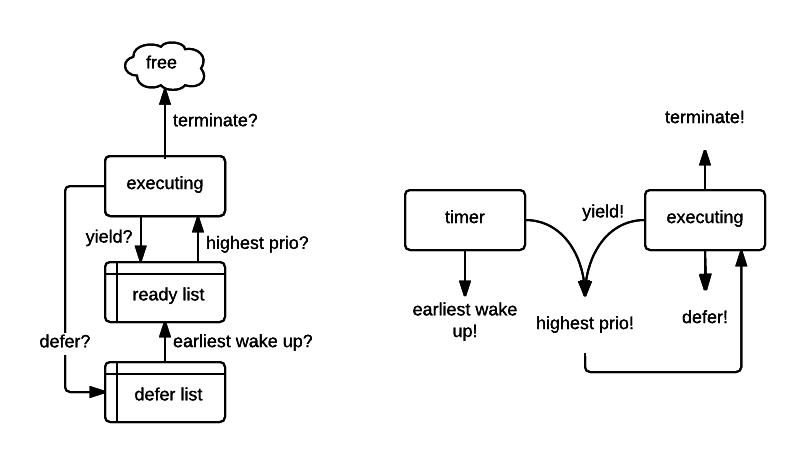 free
terminate?
executing
yield?
highest prio?
ready list
defer?
earliest wake up?
defer list
terminate!
timer
yield!
executing
earliest wake
up!
highest prio!
defer!